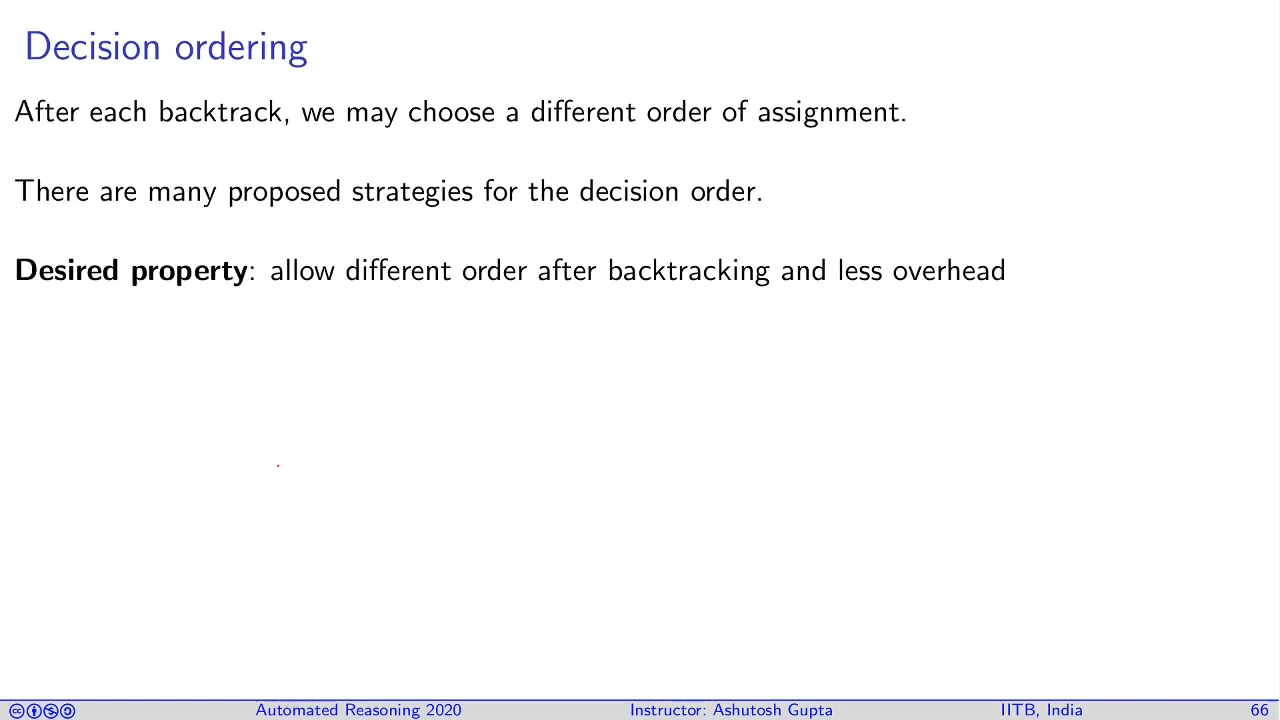 Decision ordering
After each backtrack, we may choose a different order of assignment.
There are many proposed strategies for the decision order.
Desired property: allow different order after backtracking and less overhead
Automated Reasoning 2020 Instructor: Ashutosh Gupta IITB, India 66